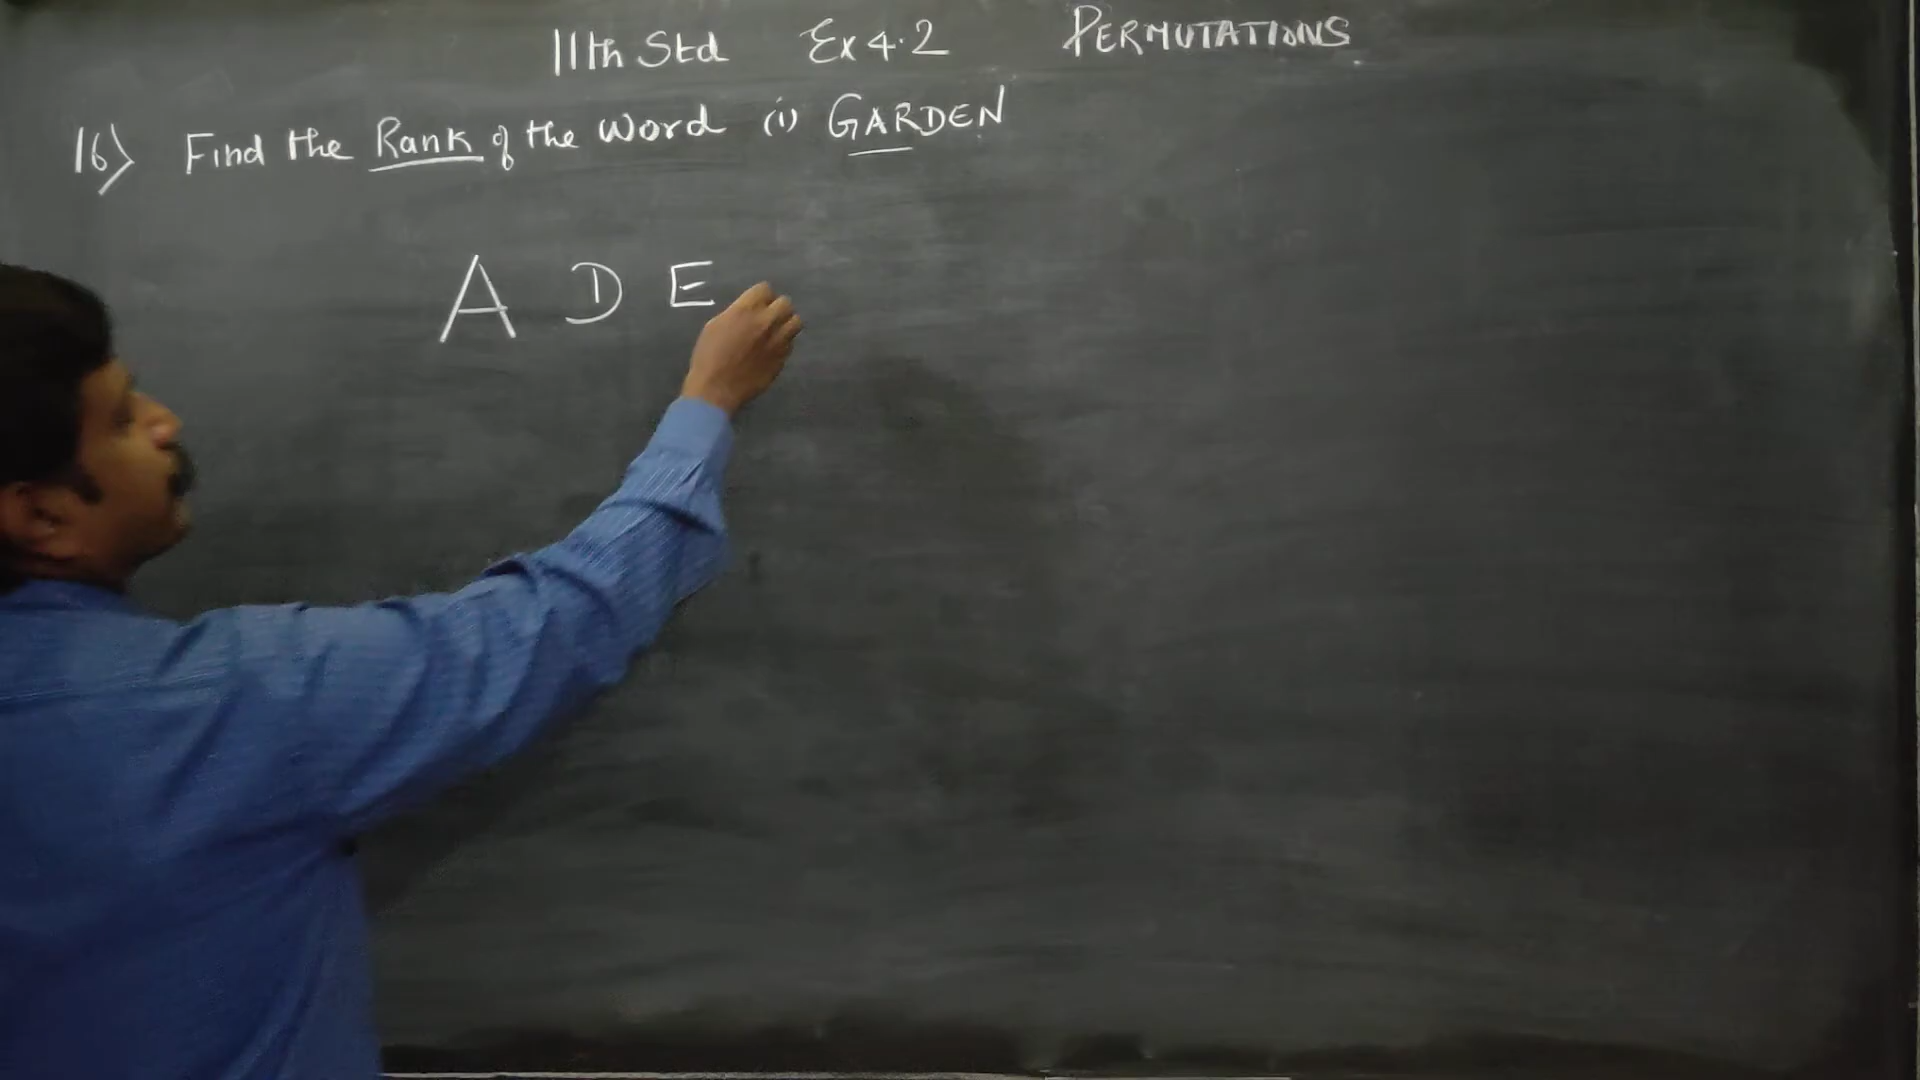 11th Std Ex 4.2 PERMUTATIONS
16) Find the Rank of the Word (i) GARDEN
A D E